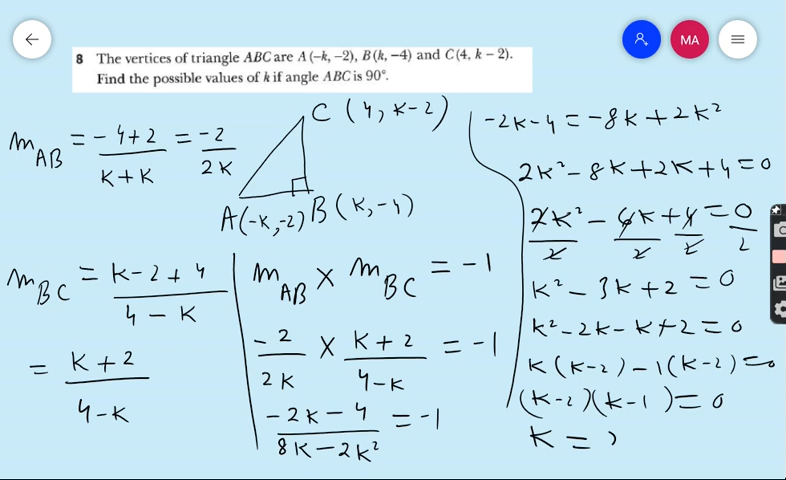 MA
8 The vertices of triangle ABC are A (−k, −2), B (k, −4) and C (4, k − 2).
Find the possible values of k if angle ABC is 90°.
m_AB = (-4+2)/(k+k) = -2/2k
C (4, k-2)
A(-k,-2) B(k,-4)
m_BC = (k-2+4)/(4-k)
= (k+2)/(4-k)
m_AB × m_BC = -1
-2/2k × (k+2)/(4-k) = -1
(-2k-4)/(8k-2k²) = -1
-2k-4 = -8k+2k²
2k²-8k+2k+4=0
2k²/2 - 6k/2 + 4/2 = 0/2
k²-3k+2=0
k²-2k-k+2=0
k(k-2)-1(k-2)=0
(k-2)(k-1)=0
k =